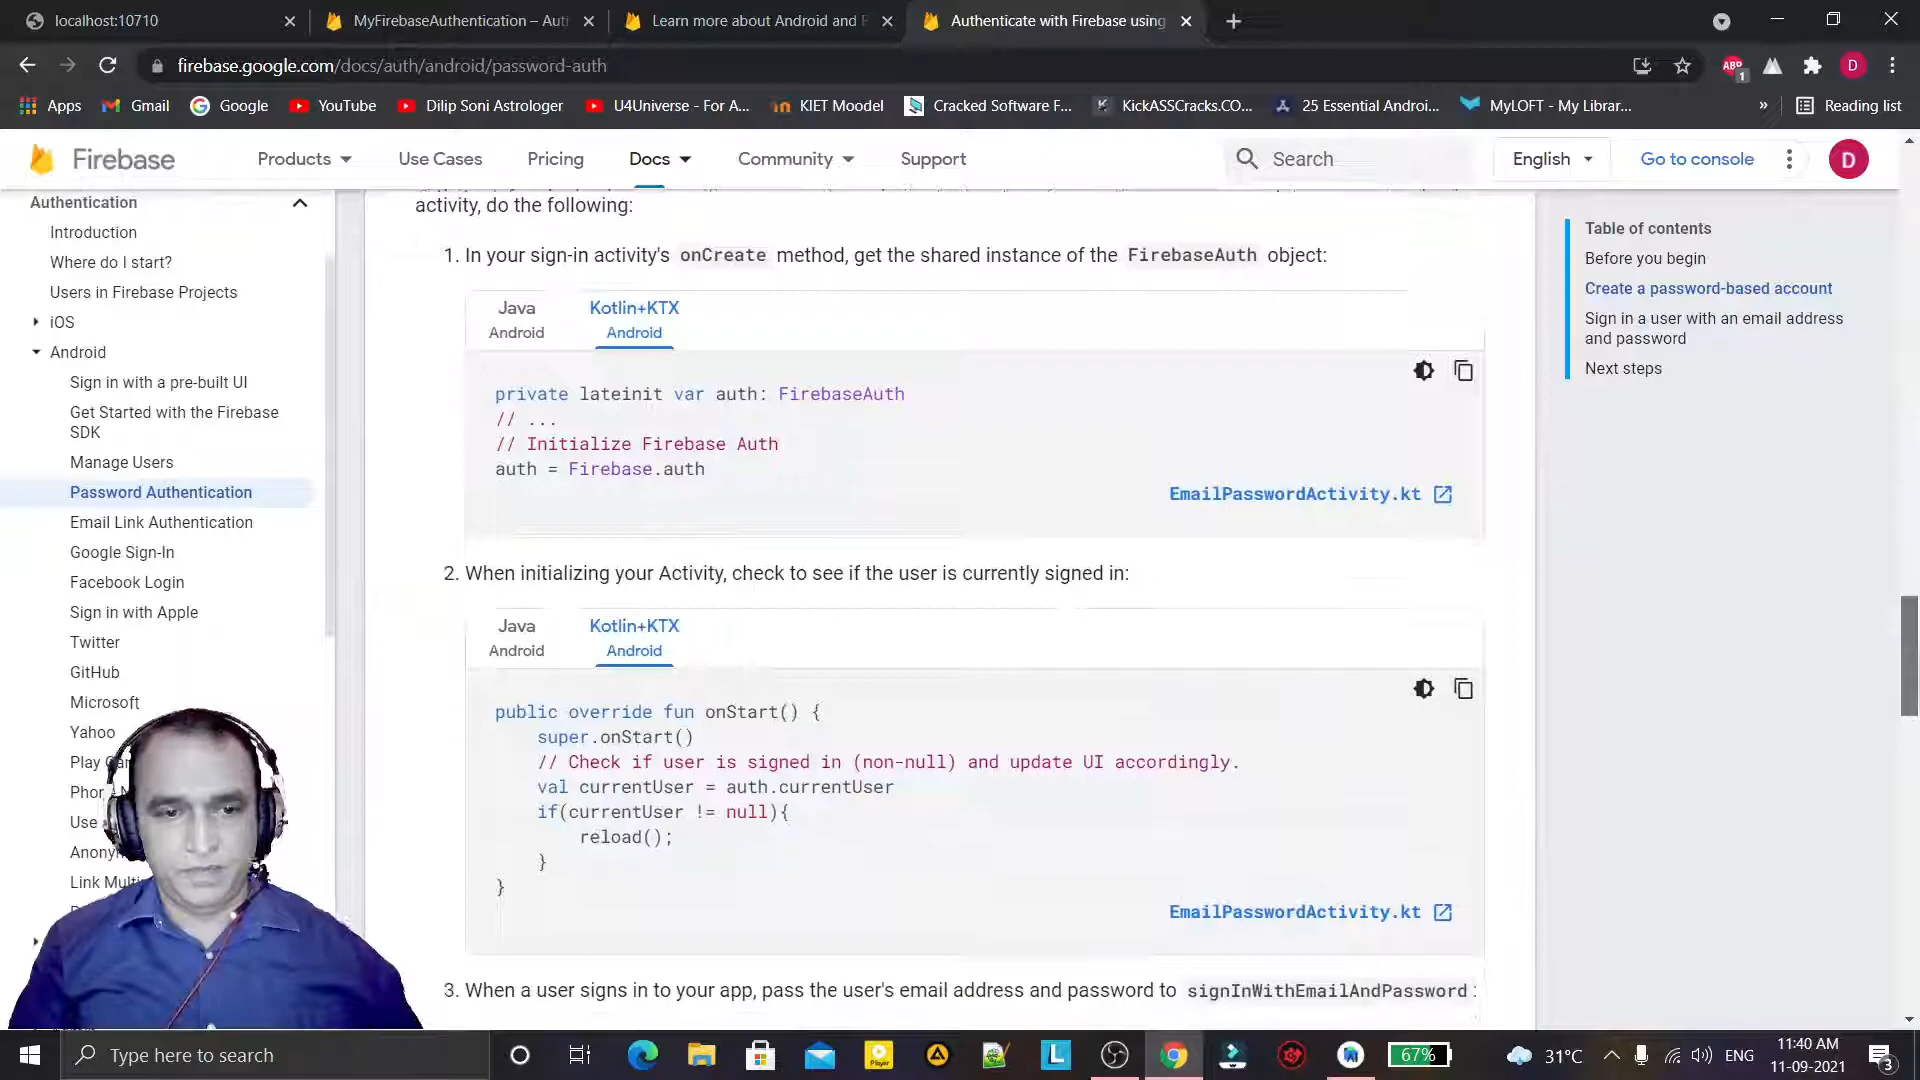 localhost:10710
MyFirebaseAuthentication – Auth
Learn more about Android and F
Authenticate with Firebase using
firebase.google.com/docs/auth/android/password-auth
ABP
1
D
Apps
Gmail
Google
YouTube
Dilip Soni Astrologer
U4Universe - For A...
KIET Moodel
Cracked Software F...
KickASSCracks.CO...
25 Essential Androi...
MyLOFT - My Librar...
»
Reading list
Firebase
Products
Use Cases
Pricing
Docs
Community
Support
Search
English
Go to console
D
Authentication
Introduction
Where do I start?
Users in Firebase Projects
iOS
Android
Sign in with a pre-built UI
Get Started with the Firebase
SDK
Manage Users
Password Authentication
Email Link Authentication
Google Sign-In
Facebook Login
Sign in with Apple
Twitter
GitHub
Microsoft
Yahoo
Play
Use
activity, do the following:
1. In your sign-in activity's onCreate method, get the shared instance of the FirebaseAuth object:
Java
Android
Kotlin+KTX
Android
private lateinit var auth: FirebaseAuth
// ...
// Initialize Firebase Auth
auth = Firebase.auth
EmailPasswordActivity.kt
2. When initializing your Activity, check to see if the user is currently signed in:
Java
Android
Kotlin+KTX
Android
public override fun onStart() {
super.onStart()
// Check if user is signed in (non-null) and update UI accordingly.
val currentUser = auth.currentUser
if(currentUser != null){
reload();
}
}
EmailPasswordActivity.kt
3. When a user signs in to your app, pass the user's email address and password to signInWithEmailAndPassword:
Table of contents
Before you begin
Create a password-based account
Sign in a user with an email address
and password
Next steps
Type here to search
Player
L
67%
31°C
ENG
11:40 AM
11-09-2021
3